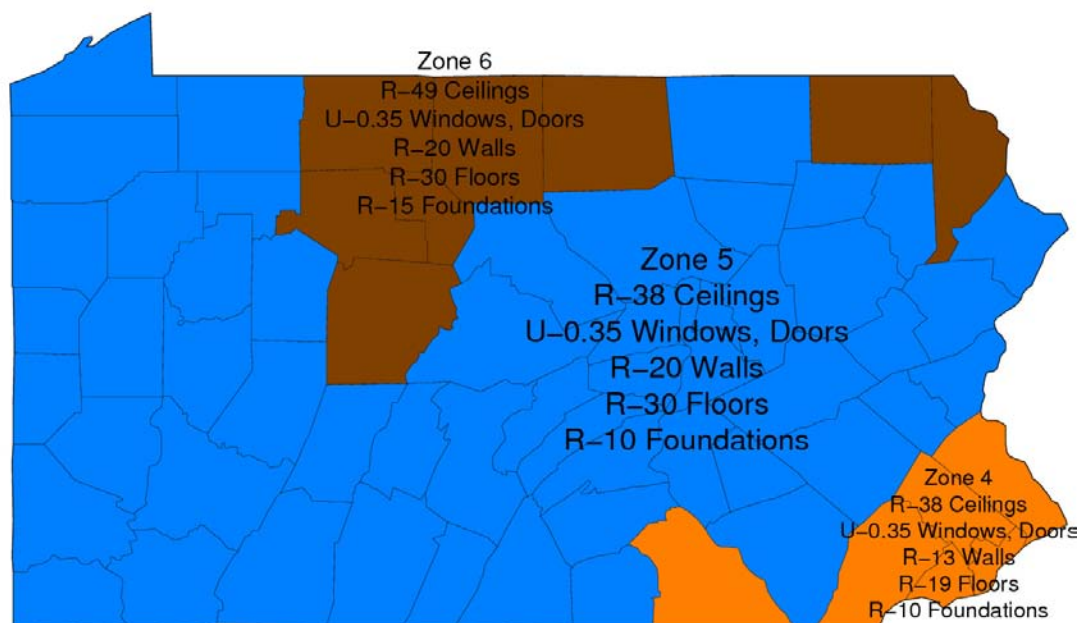 Zone 6
R-49 Ceilings
U-0.35 Windows, Doors
R-20 Walls
R-30 Floors
R-15 Foundations
Zone 5
R-38 Ceilings
U-0.35 Windows, Doors
R-20 Walls
R-30 Floors
R-10 Foundations
Zone 4
R-38 Ceilings
U-0.35 Windows, Doors
R-13 Walls
R-19 Floors
R-10 Foundations